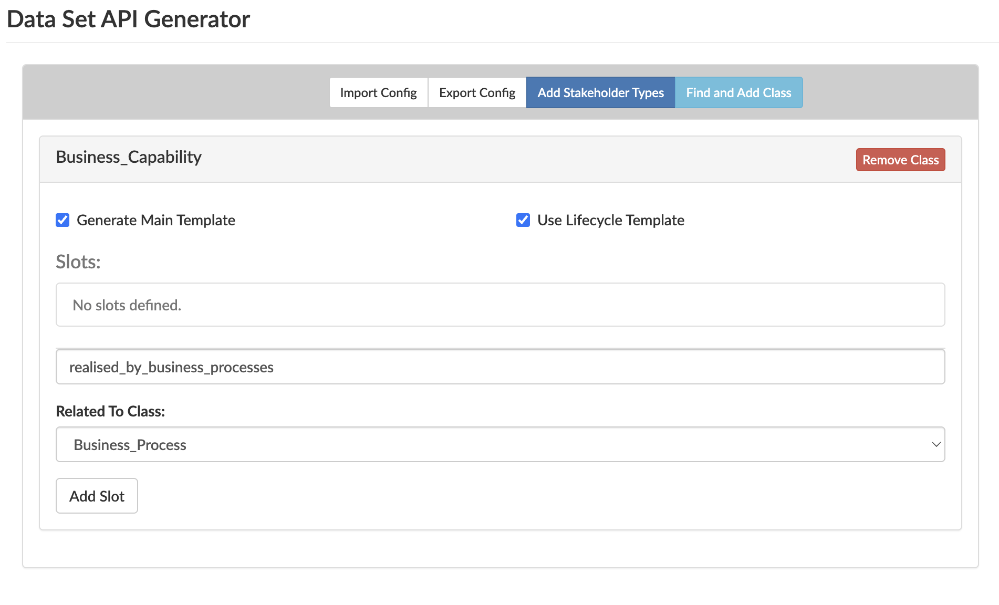 Data Set API Generator
Import Config Export Config Add Stakeholder Types Find and Add Class
Business_Capability Remove Class
Generate Main Template Use Lifecycle Template
Slots:
No slots defined.
realised_by_business_processes
Related To Class:
Business_Process
Add Slot